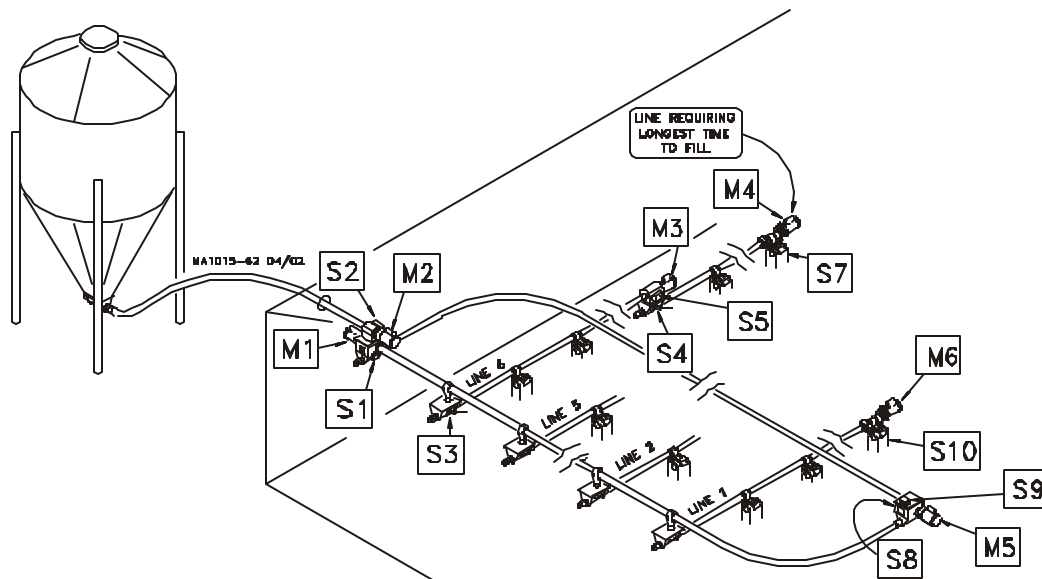 LINE REQUIRING
LONGEST TIME
TO FILL
M4
M3
MA1015-62 04/02
S2
M2
S7
S5
M1
S4
LINE 6
M6
S1
LINE 5
S3
LINE 2
S10
LINE 1
S9
S8
M5